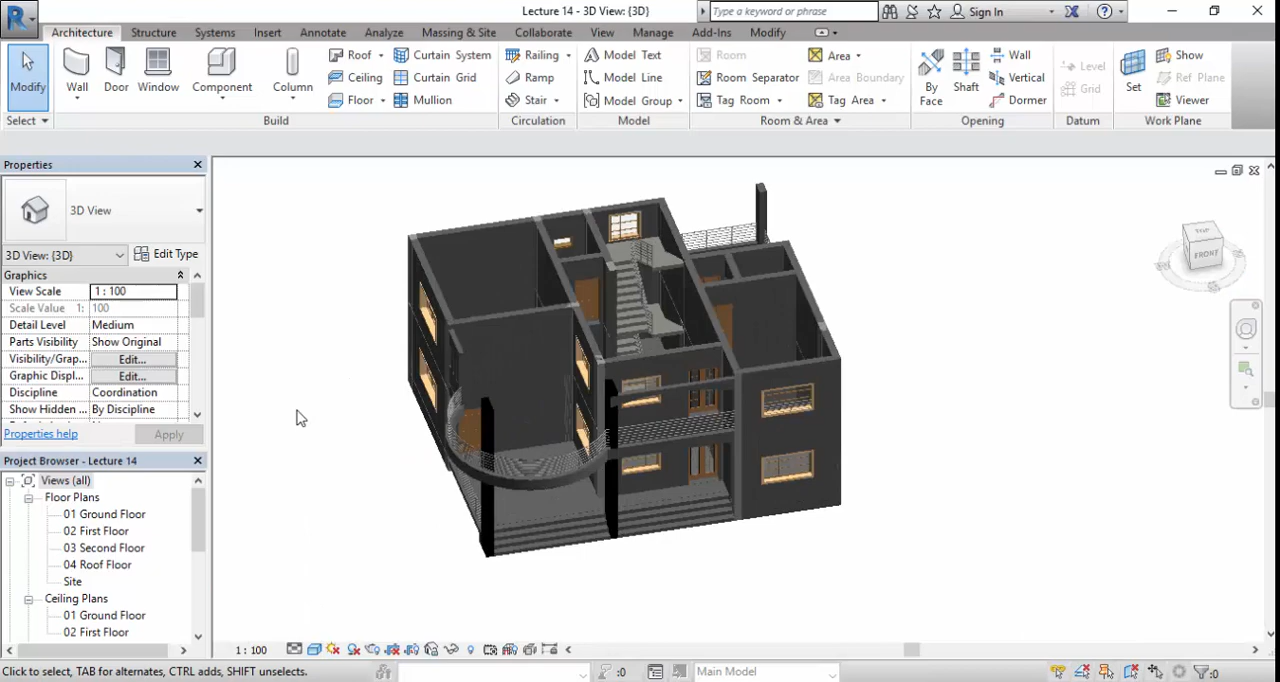 Lecture 14 - 3D View: {3D}
Type a keyword or phrase
Sign In
Architecture Structure Systems Insert Annotate Analyze Massing & Site Collaborate View Manage Add-Ins Modify
Modify
Wall
Door
Window
Component
Column
Roof
Ceiling
Floor
Curtain System
Curtain Grid
Mullion
Railing
Ramp
Stair
Model Text
Model Line
Model Group
Room
Room Separator
Tag Room
Area
Area Boundary
Tag Area
By Face
Shaft
Wall
Vertical
Dormer
Level
Grid
Set
Show
Ref Plane
Viewer
Select
Build
Circulation
Model
Room & Area
Opening
Datum
Work Plane
Properties
3D View
3D View: {3D}
Edit Type
Graphics
View Scale 1 : 100
Scale Value 1: 100
Detail Level Medium
Parts Visibility Show Original
Visibility/Grap... Edit...
Graphic Displ... Edit...
Discipline Coordination
Show Hidden ... By Discipline
Properties help
Apply
Project Browser - Lecture 14
Views (all)
Floor Plans
01 Ground Floor
02 First Floor
03 Second Floor
04 Roof Floor
Site
Ceiling Plans
01 Ground Floor
02 First Floor
TOP
FRONT
1 : 100
Click to select, TAB for alternates, CTRL adds, SHIFT unselects.
:0
Main Model
:0